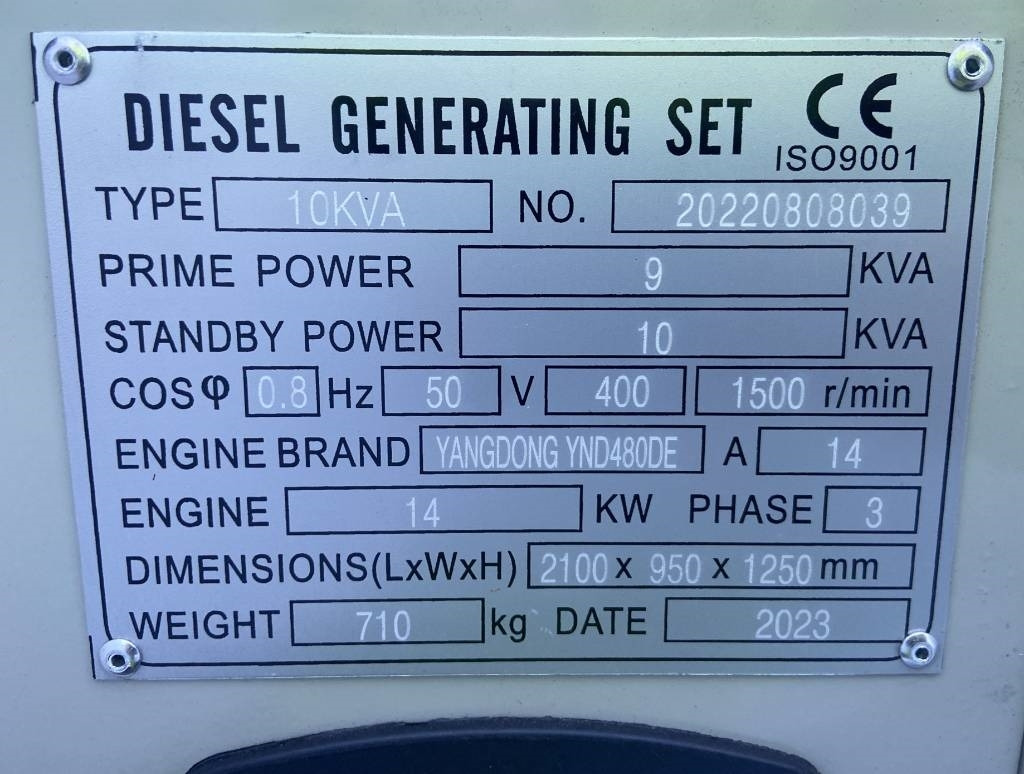 DIESEL GENERATING SET CE
ISO9001
TYPE 10KVA NO. 20220808039
PRIME POWER 9 KVA
STANDBY POWER 10 KVA
COSφ 0.8 Hz 50 V 400 1500 r/min
ENGINE BRAND YANGDONG YND480DE A 14
ENGINE 14 KW PHASE 3
DIMENSIONS(LxWxH) 2100 x 950 x 1250 mm
WEIGHT 710 kg DATE 2023